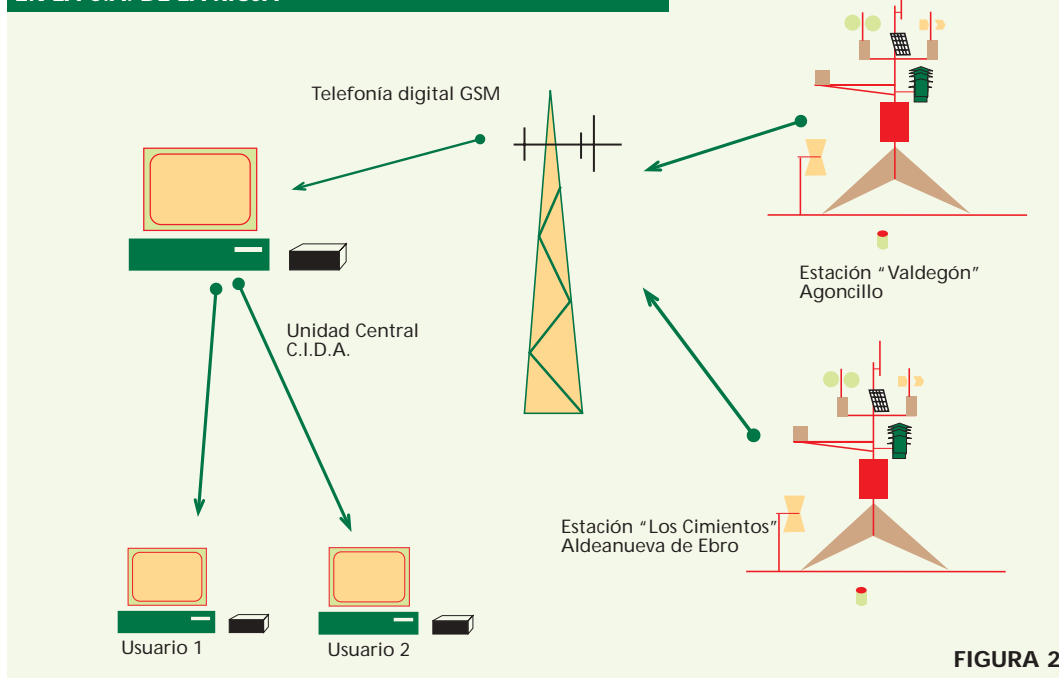 Telefonía digital GSM
Estación “Valdegón”
Agoncillo
Unidad Central
C.I.D.A.
Estación “Los Cimientos”
Aldeanueva de Ebro
Usuario 1
Usuario 2
FIGURA 2